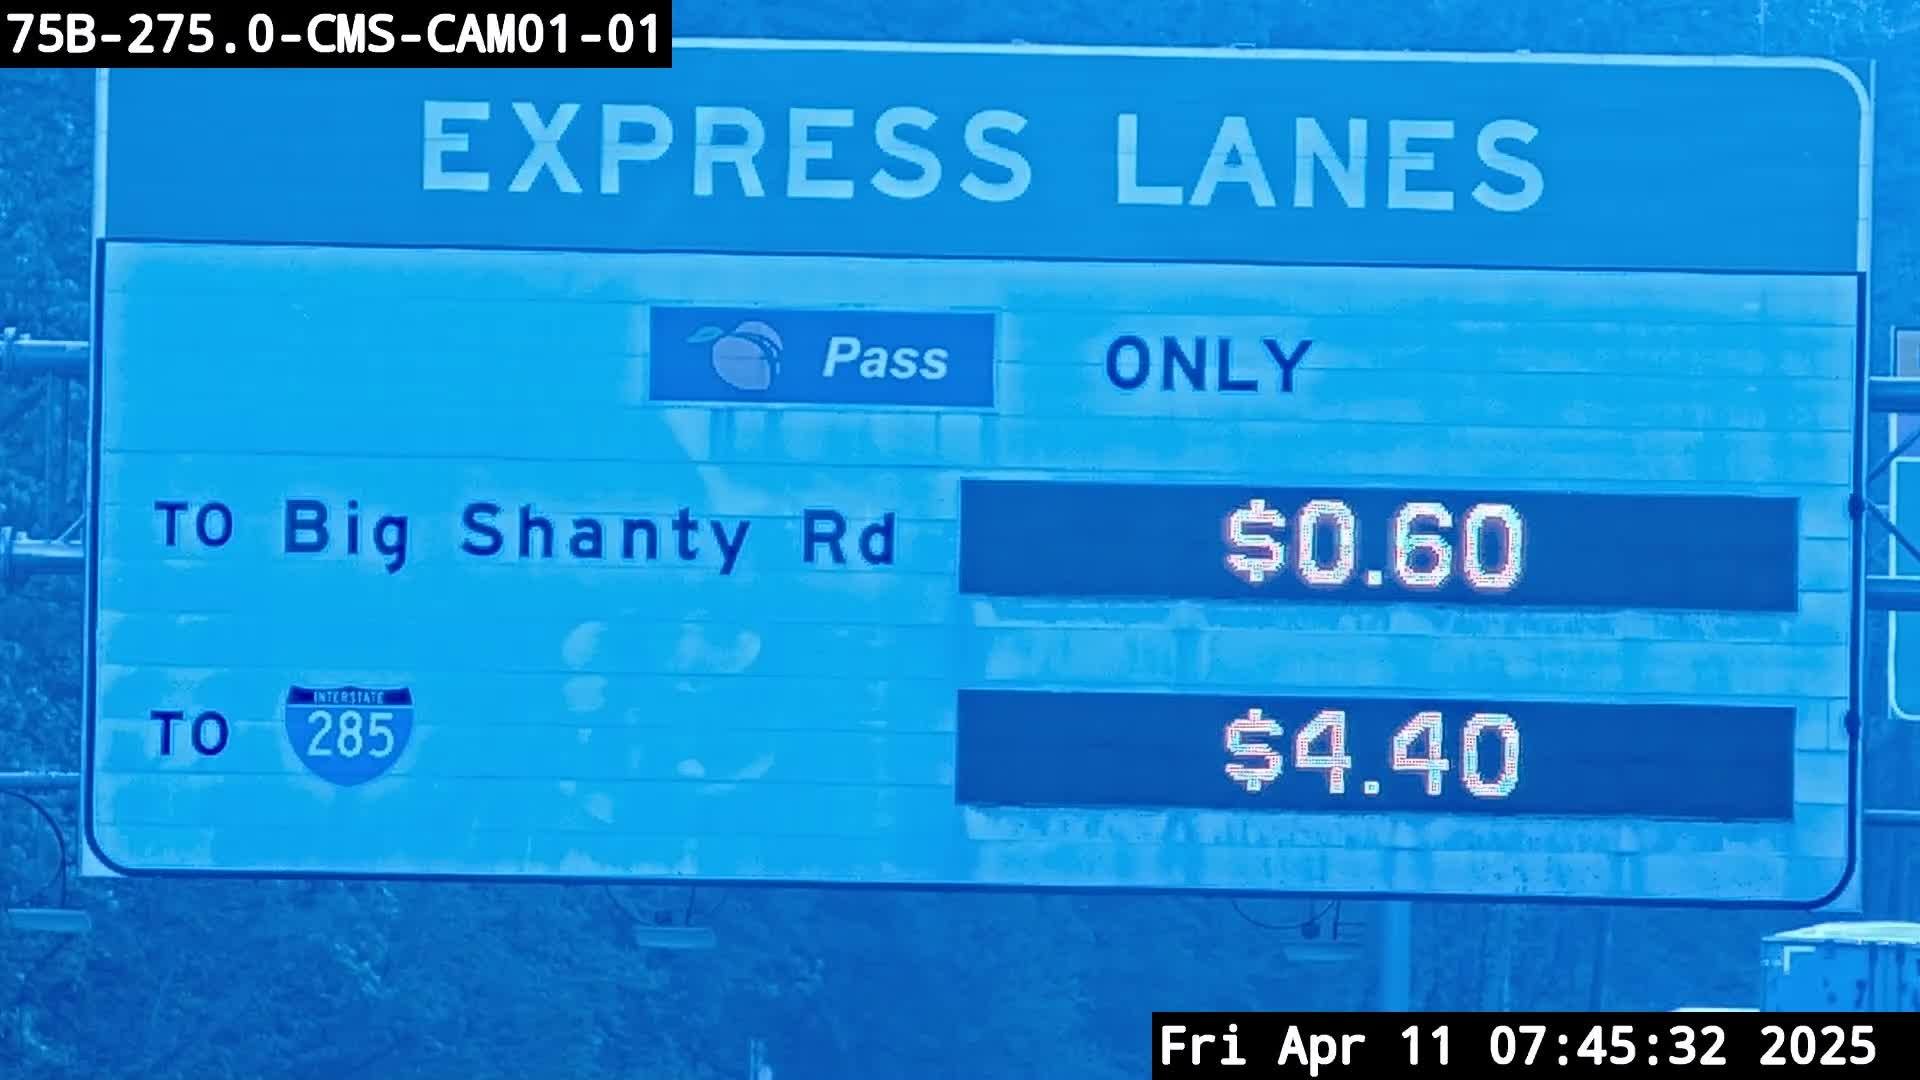 75B-275.0-CMS-CAM01-01
EXPRESS LANES
Pass ONLY
TO Big Shanty Rd $0.60
INTERSTATE
TO 285 $4.40
Fri Apr 11 07:45:32 2025